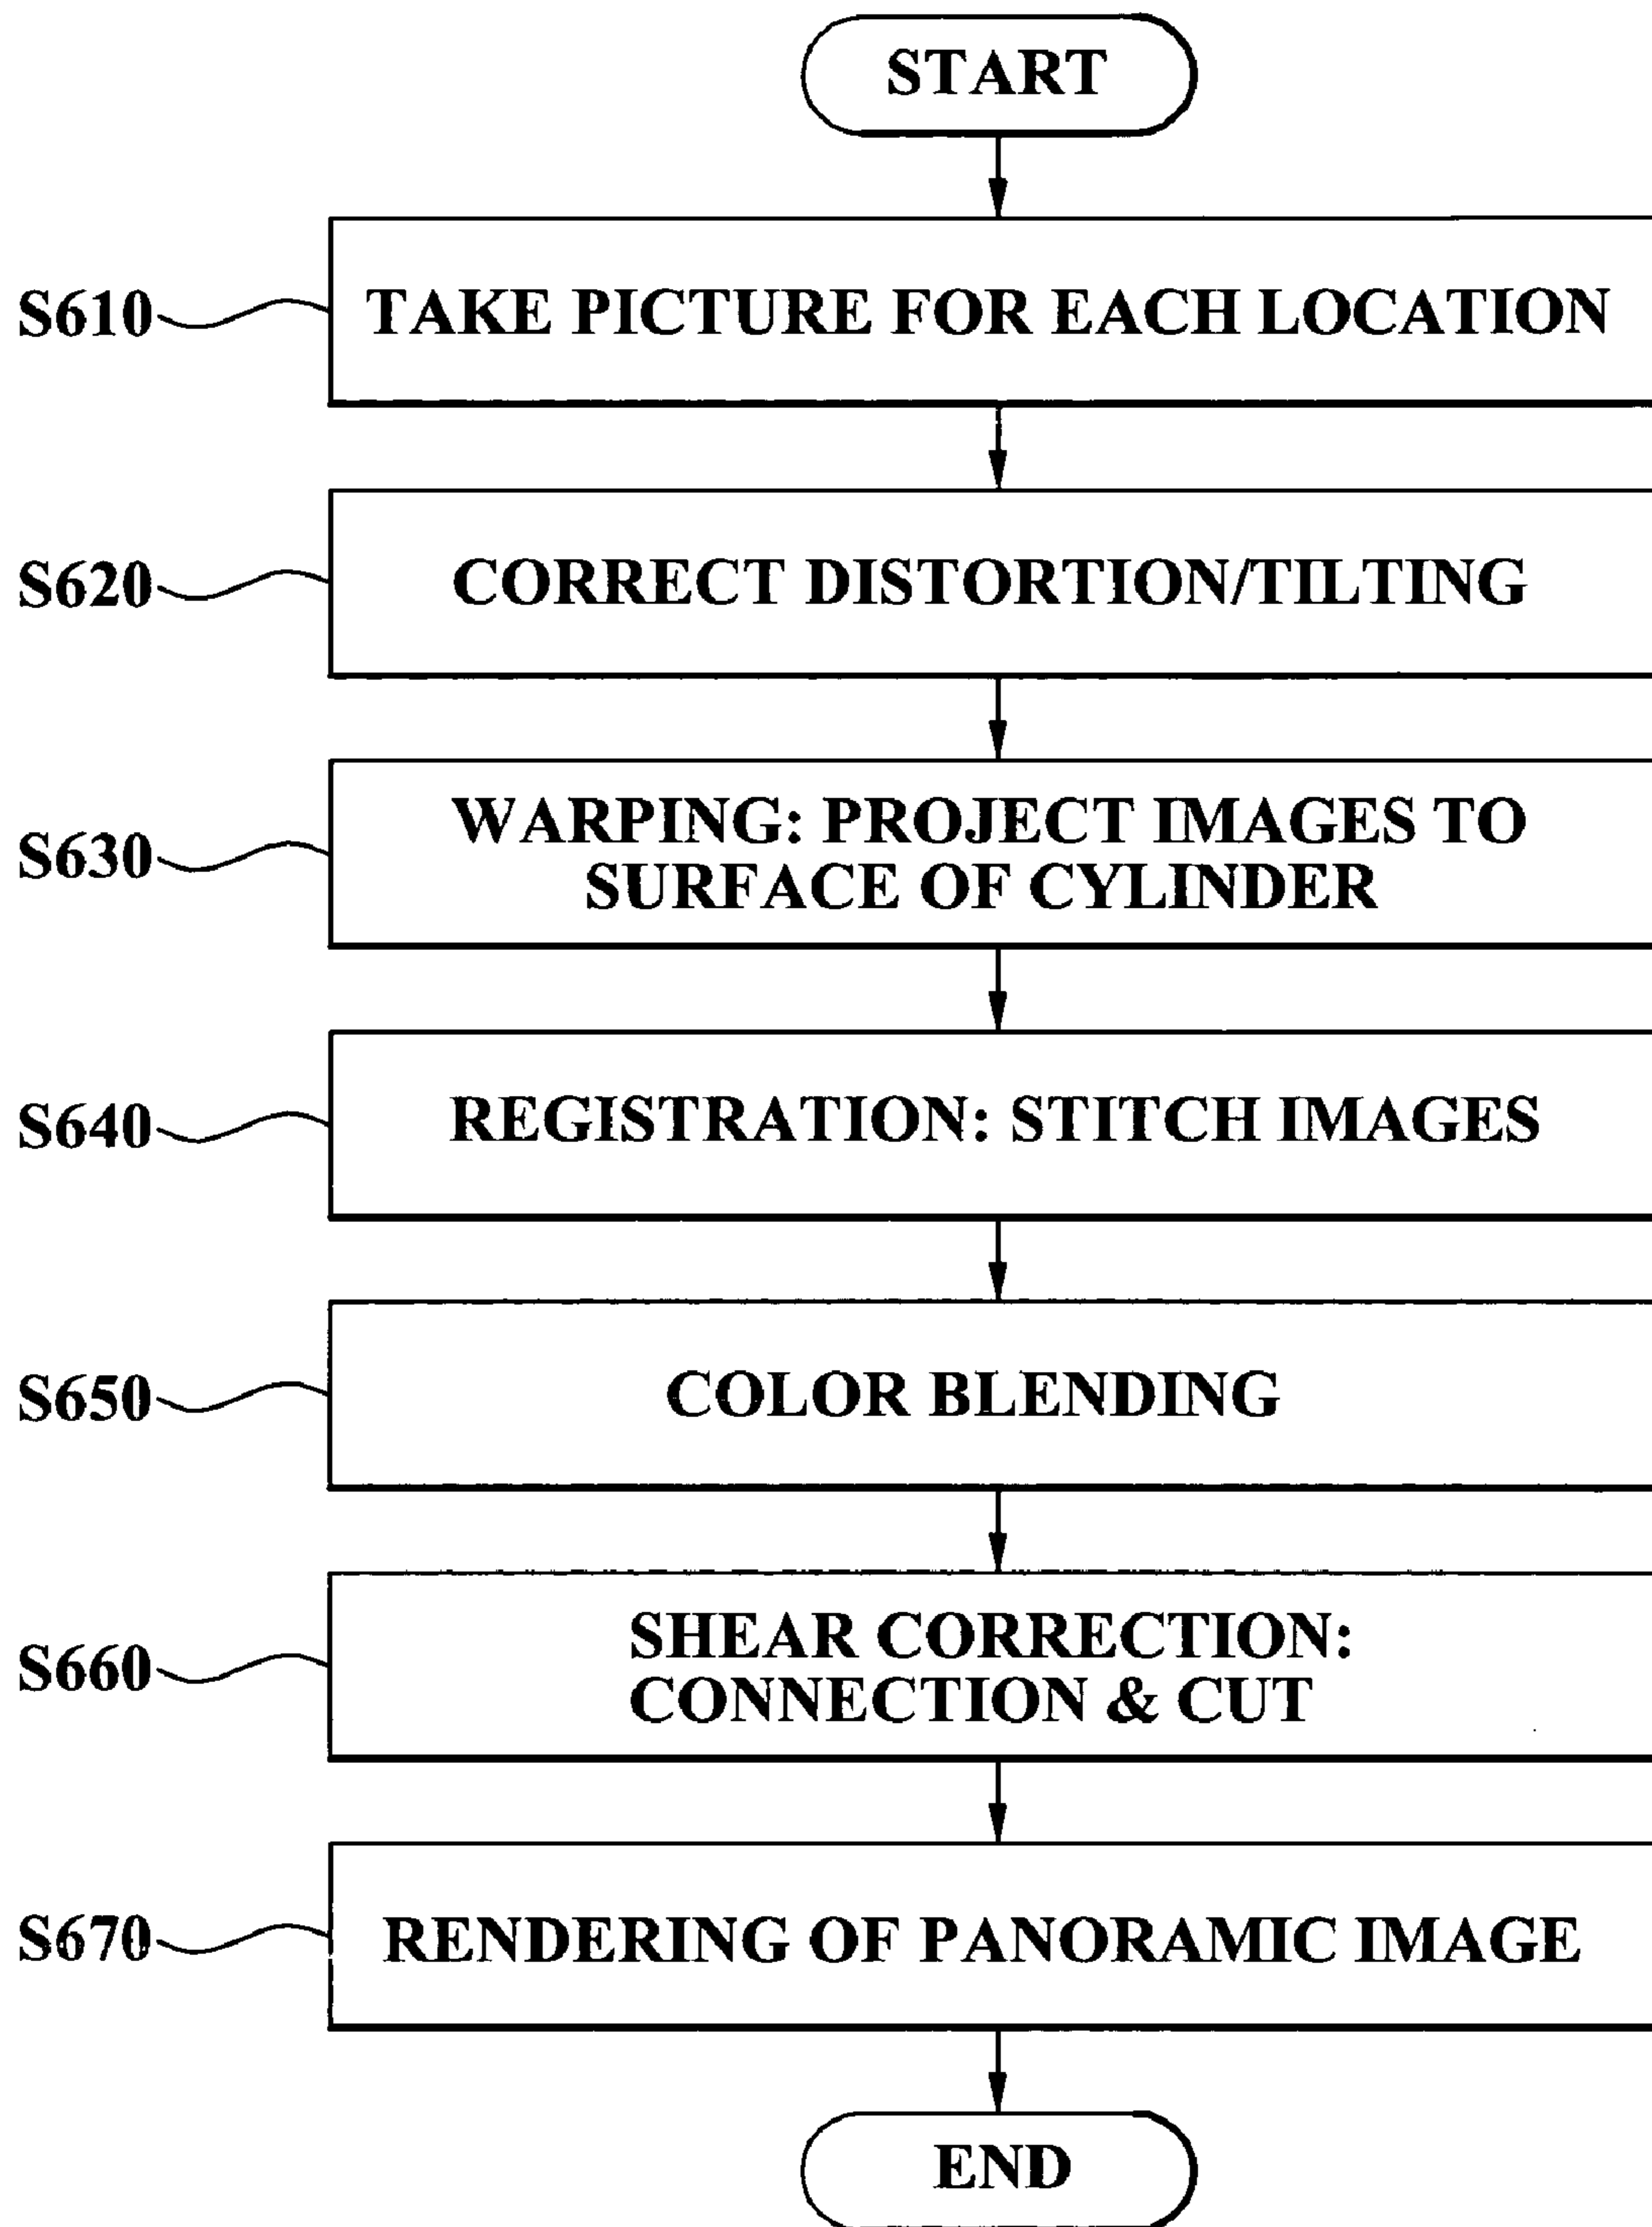 START
S610
TAKE PICTURE FOR EACH LOCATION
S620
CORRECT DISTORTION/TILTING
S630
WARPING: PROJECT IMAGES TO
SURFACE OF CYLINDER
S640
REGISTRATION: STITCH IMAGES
S650
COLOR BLENDING
S660
SHEAR CORRECTION:
CONNECTION & CUT
S670
RENDERING OF PANORAMIC IMAGE
END